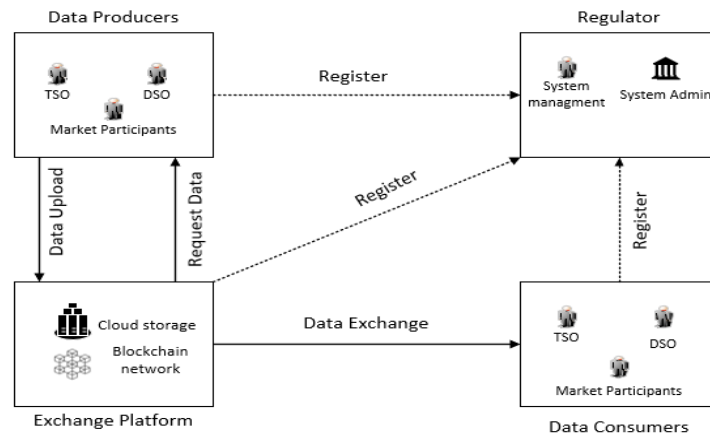 Data Producers
Regulator
TSO
DSO
Market Participants
Register
System
managment
System Admin
Data Upload
Request Data
Register
Register
Cloud storage
Blockchain
network
Data Exchange
TSO
DSO
Market Participants
Exchange Platform
Data Consumers